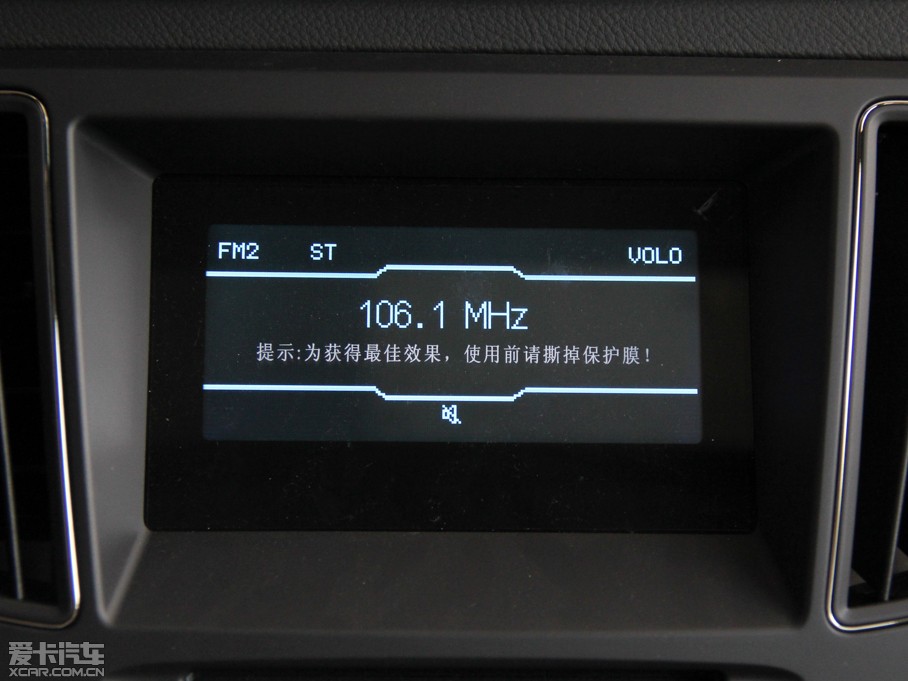 FM2 ST VOL0
106.1 MHz
提示:为获得最佳效果，使用前请撕掉保护膜！
爱卡汽车
XCAR.COM.CN